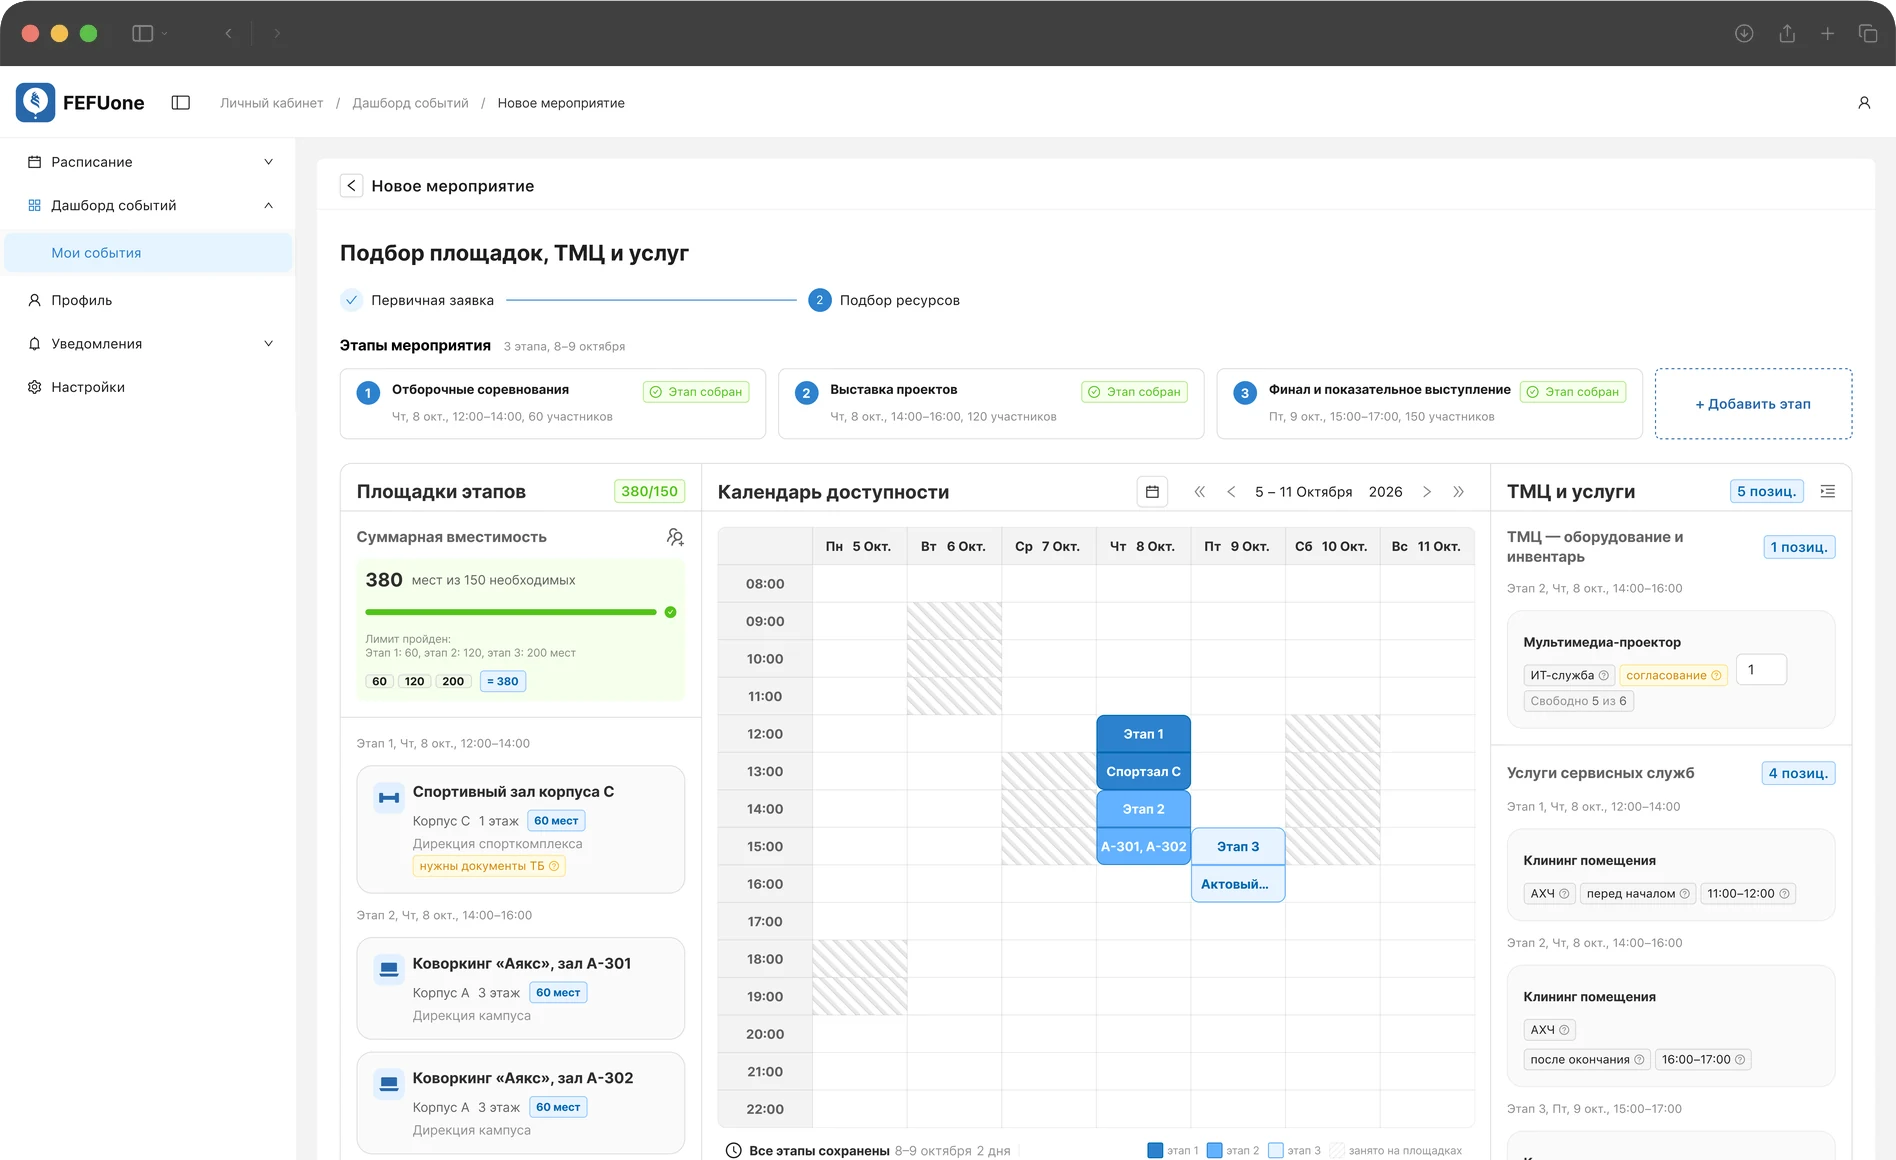 FEFUone
Личный кабинет / Дашборд событий / Новое мероприятие
Расписание
Дашборд событий
Мои события
Профиль
Уведомления
Настройки
Новое мероприятие
Подбор площадок, ТМЦ и услуг
Первичная заявка
2 Подбор ресурсов
Этапы мероприятия 3 этапа, 8–9 октября
1 Отборочные соревнования Этап собран
Чт, 8 окт., 12:00–14:00, 60 участников
2 Выставка проектов Этап собран
Чт, 8 окт., 14:00–16:00, 120 участников
3 Финал и показательное выступление Этап собран
Пт, 9 окт., 15:00–17:00, 150 участников
+ Добавить этап
Площадки этапов 380/150
Суммарная вместимость
380 мест из 150 необходимых
Лимит пройден:
Этап 1: 60, этап 2: 120, этап 3: 200 мест
60 120 200 = 380
Этап 1, Чт, 8 окт., 12:00–14:00
Спортивный зал корпуса C
Корпус C 1 этаж 60 мест
Дирекция спорткомплекса
нужны документы ТБ
Этап 2, Чт, 8 окт., 14:00–16:00
Коворкинг «Аякс», зал A-301
Корпус A 3 этаж 60 мест
Дирекция кампуса
Коворкинг «Аякс», зал A-302
Корпус A 3 этаж 60 мест
Дирекция кампуса
Календарь доступности
5 – 11 Октября 2026
Пн 5 Окт. Вт 6 Окт. Ср 7 Окт. Чт 8 Окт. Пт 9 Окт. Сб 10 Окт. Вс 11 Окт.
08:00
09:00
10:00
11:00
12:00 Этап 1
13:00 Спортзал C
14:00 Этап 2
15:00 A-301, A-302 Этап 3
16:00 Актовый...
17:00
18:00
19:00
20:00
21:00
22:00
Все этапы сохранены 8–9 октября 2 дня
этап 1 этап 2 этап 3 занято на площадках
ТМЦ и услуги 5 позиц.
ТМЦ — оборудование и
инвентарь
1 позиц.
Этап 2, Чт, 8 окт., 14:00–16:00
Мультимедиа-проектор
ИТ-служба согласование 1
Свободно 5 из 6
Услуги сервисных служб 4 позиц.
Этап 1, Чт, 8 окт., 12:00–14:00
Клининг помещения
АХЧ перед началом 11:00–12:00
Этап 2, Чт, 8 окт., 14:00–16:00
Клининг помещения
АХЧ
после окончания 16:00–17:00
Этап 3, Пт, 9 окт., 15:00–17:00